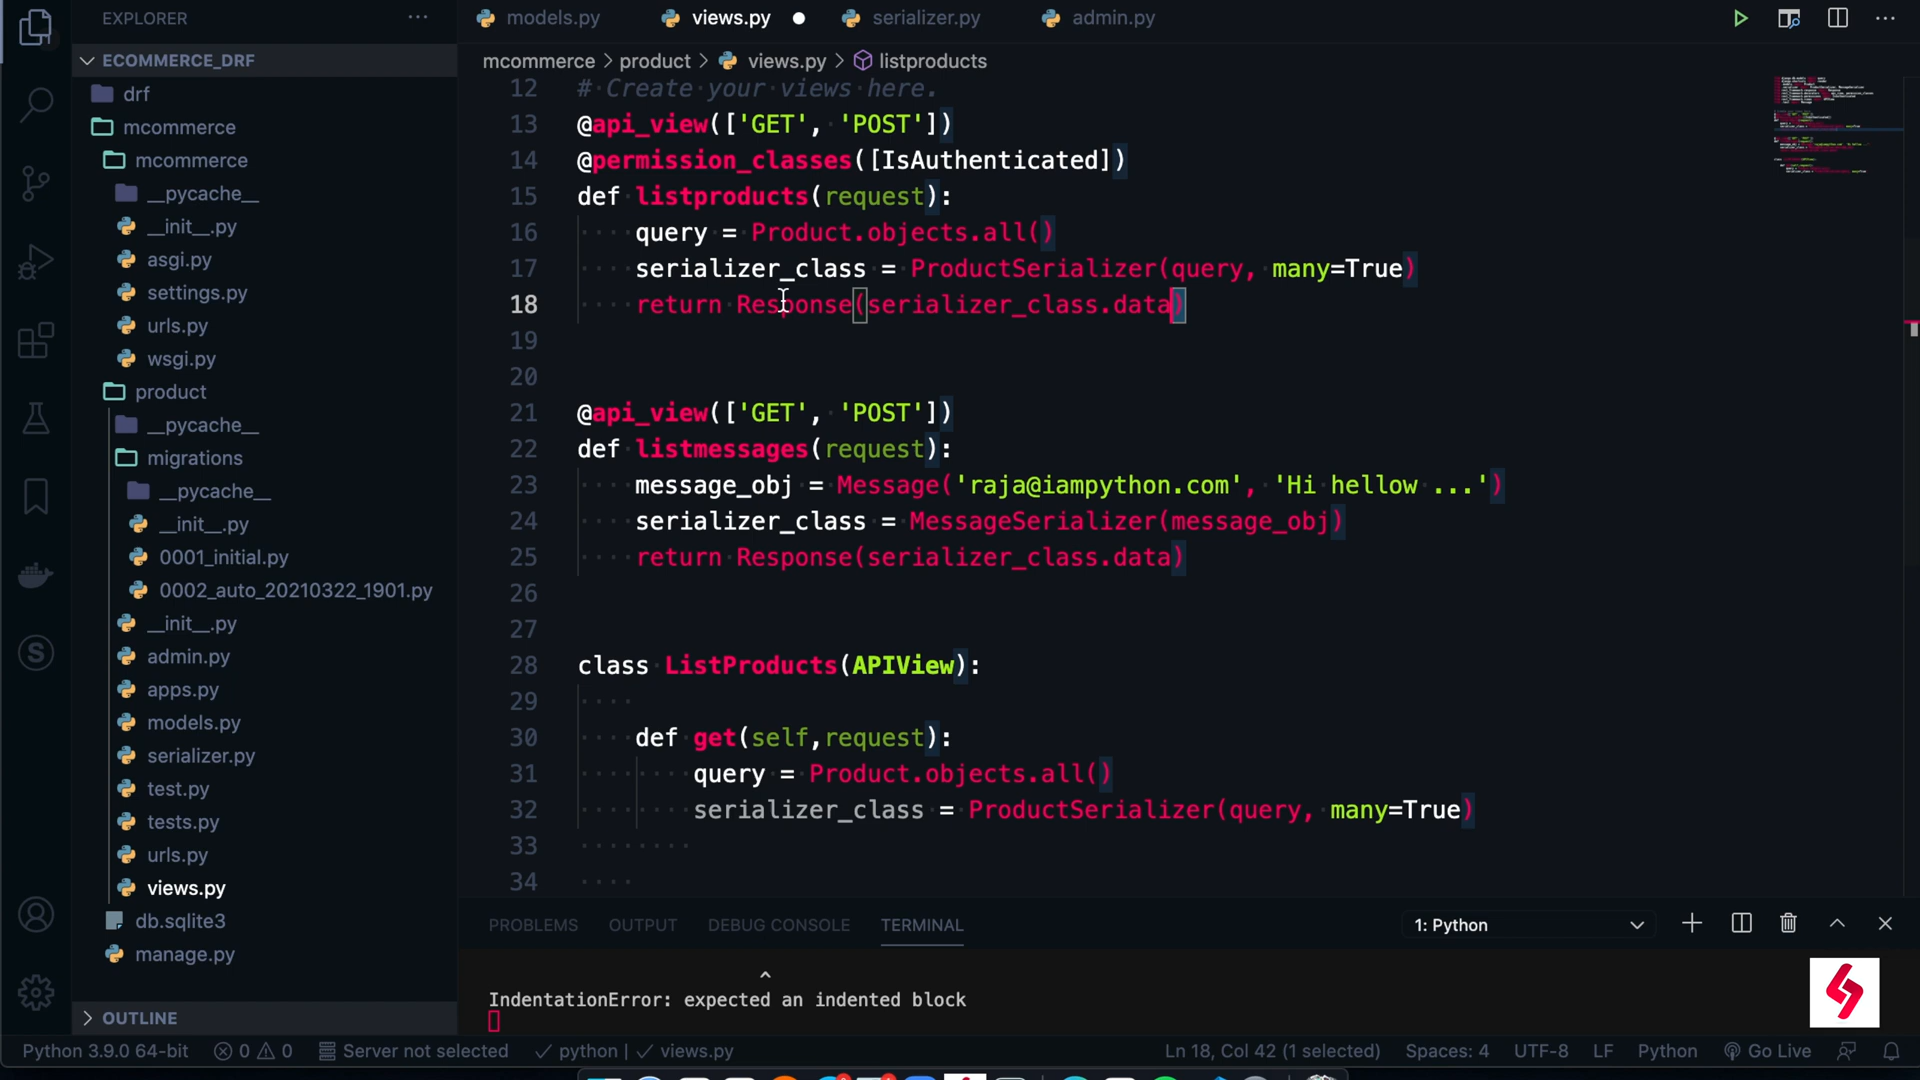 EXPLORER
ECOMMERCE_DRF
drf
mcommerce
mcommerce
__pycache__
__init__.py
asgi.py
settings.py
urls.py
wsgi.py
product
__pycache__
migrations
__pycache__
__init__.py
0001_initial.py
0002_auto_20210322_1901.py
__init__.py
admin.py
apps.py
models.py
serializer.py
test.py
tests.py
urls.py
views.py
db.sqlite3
manage.py
OUTLINE
models.py views.py serializer.py admin.py
mcommerce > product > views.py > listproducts
12 # Create your views here.
13 @api_view(['GET', 'POST'])
14 @permission_classes([IsAuthenticated])
15 def listproducts(request):
16 query = Product.objects.all()
17 serializer_class = ProductSerializer(query, many=True)
18 return Response(serializer_class.data)
19
20
21 @api_view(['GET', 'POST'])
22 def listmessages(request):
23 message_obj = Message('raja@iampython.com', 'Hi hellow ...')
24 serializer_class = MessageSerializer(message_obj)
25 return Response(serializer_class.data)
26
27
28 class ListProducts(APIView):
29
30 def get(self,request):
31 query = Product.objects.all()
32 serializer_class = ProductSerializer(query, many=True)
33
34
PROBLEMS OUTPUT DEBUG CONSOLE TERMINAL 1: Python
^
IndentationError: expected an indented block
Python 3.9.0 64-bit 0 0 Server not selected python | views.py Ln 18, Col 42 (1 selected) Spaces: 4 UTF-8 LF Python Go Live